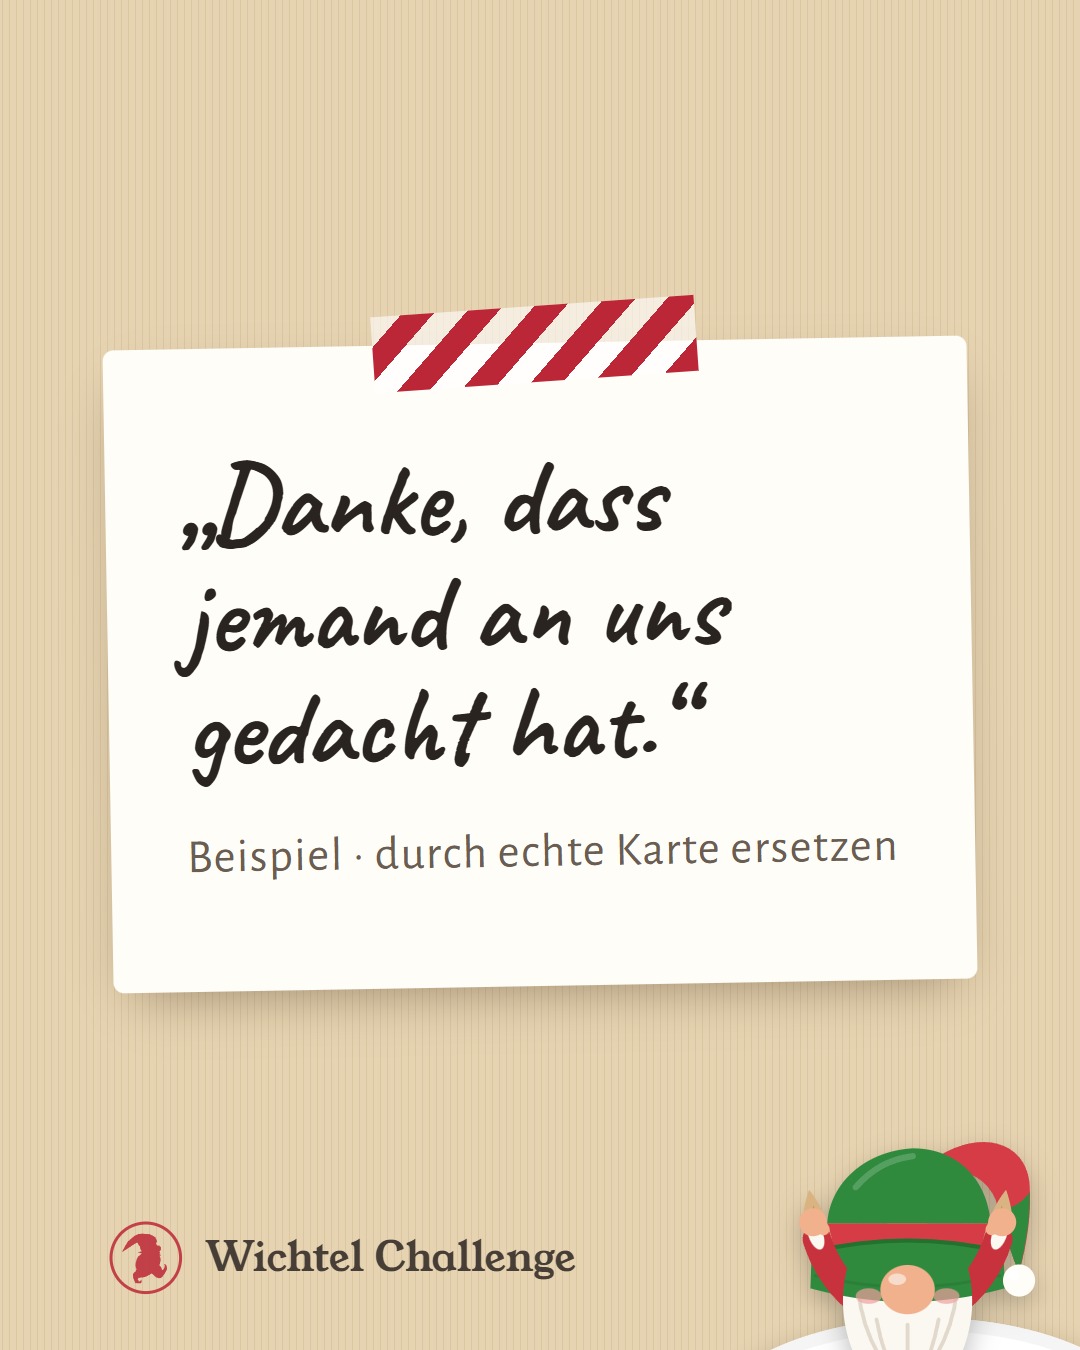 „Danke, dass
jemand an uns
gedacht hat.“
Beispiel · durch echte Karte ersetzen
Wichtel Challenge